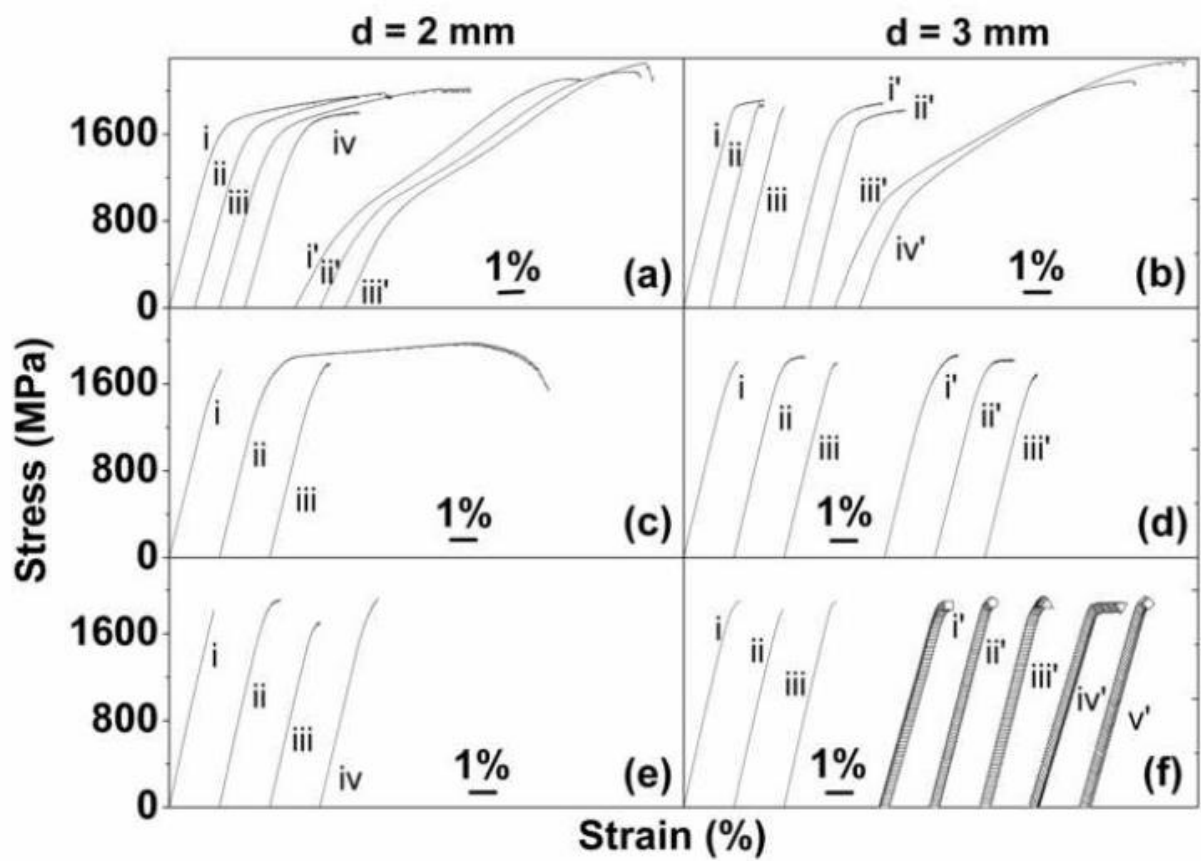 d = 2 mm
d = 3 mm
Stress (MPa)
1600
800
0
i
ii
iii
iv
i'
ii'
iii'
1%
(a)
i
ii
iii
i'
ii'
iii'
iv'
1%
(b)
1600
800
0
i
ii
iii
1%
(c)
i
ii
iii
1%
i'
ii'
iii'
(d)
1600
800
0
i
ii
iii
iv
1%
(e)
i
ii
iii
1%
i'
ii'
iii'
iv'
v'
(f)
Strain (%)